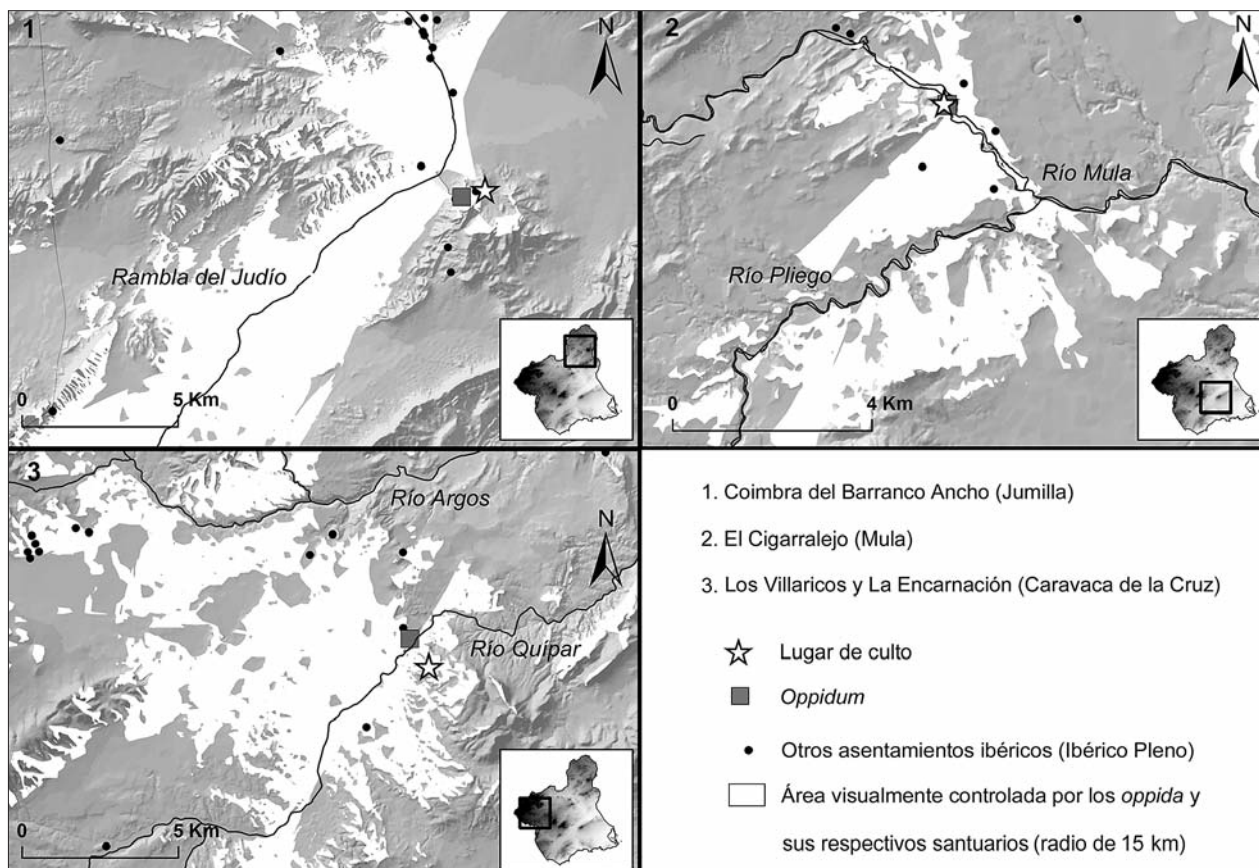 1
N
Rambla del Judío
0 5 Km
2
N
Río Mula
Río Pliego
0 4 Km
3
Río Argos
N
Río Quípar
0 5 Km
1. Coimbra del Barranco Ancho (Jumilla)
2. El Cigarralejo (Mula)
3. Los Villaricos y La Encarnación (Caravaca de la Cruz)
Lugar de culto
Oppidum
Otros asentamientos ibéricos (Ibérico Pleno)
Área visualmente controlada por los oppida y
sus respectivos santuarios (radio de 15 km)